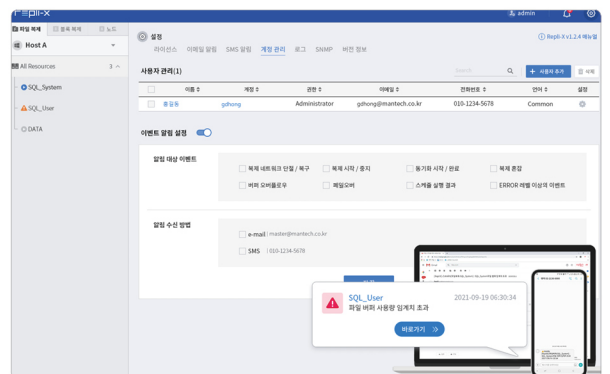 repli-X
admin
파일 복제
블록 복제
노드
설정
Repli-X v1.2.4 매뉴얼
Host A
라이선스 이메일 알림 SMS 알림 계정 관리 로그 SNMP 버전 정보
All Resources 3
사용자 관리(1)
Search
+ 사용자 추가
삭제
SQL_System
이름 계정 권한 이메일 전화번호 언어 설정
홍길동 gdhong Administrator gdhong@mantech.co.kr 010-1234-5678 Common
SQL_User
DATA
이벤트 알림 설정
알림 대상 이벤트
복제 네트워크 단절 / 복구
복제 시작 / 중지
동기화 시작 / 완료
복제 혼잡
버퍼 오버플로우
페일오버
스케줄 실행 결과
ERROR 레벨 이상의 이벤트
알림 수신 방법
e-mail | master@mantech.co.kr
SMS | 010-1234-5678
SQL_User 2021-09-19 06:30:34
파일 버퍼 사용량 임계치 초과
바로가기